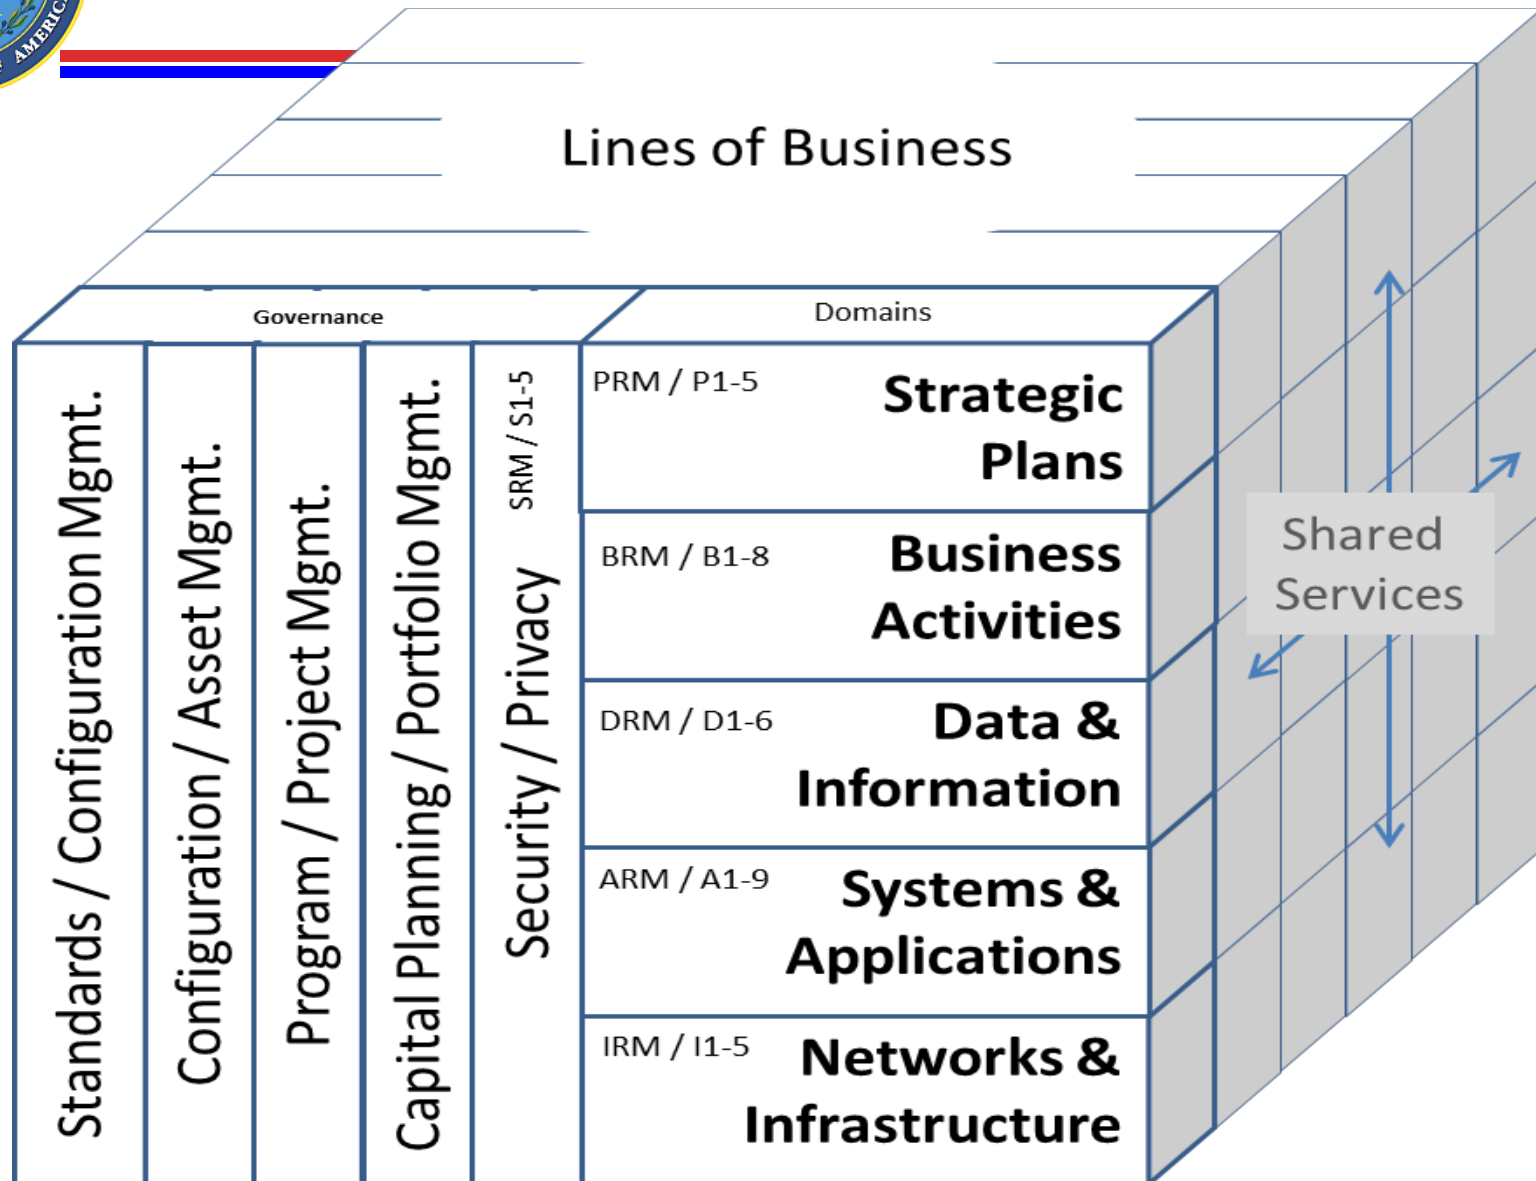 AMERICA
Lines of Business
Governance
Domains
Standards / Configuration Mgmt.
Configuration / Asset Mgmt.
Program / Project Mgmt.
Capital Planning / Portfolio Mgmt.
Security / Privacy
SRM / S1-5
PRM / P1-5
Strategic
Plans
BRM / B1-8
Business
Activities
DRM / D1-6
Data &
Information
ARM / A1-9
Systems &
Applications
IRM / I1-5
Networks &
Infrastructure
Shared
Services